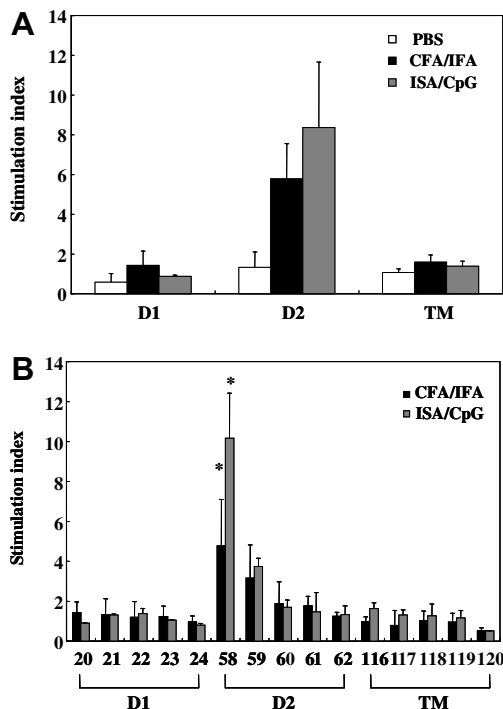 A
14
12
10
8
6
4
2
0
Stimulation index
PBS
CFA/IFA
ISA/CpG
D1 D2 TM
B
14
12
10
8
6
4
2
0
Stimulation index
CFA/IFA
ISA/CpG
*
*
20 21 22 23 24 58 59 60 61 62 116 117 118 119 120
D1 D2 TM